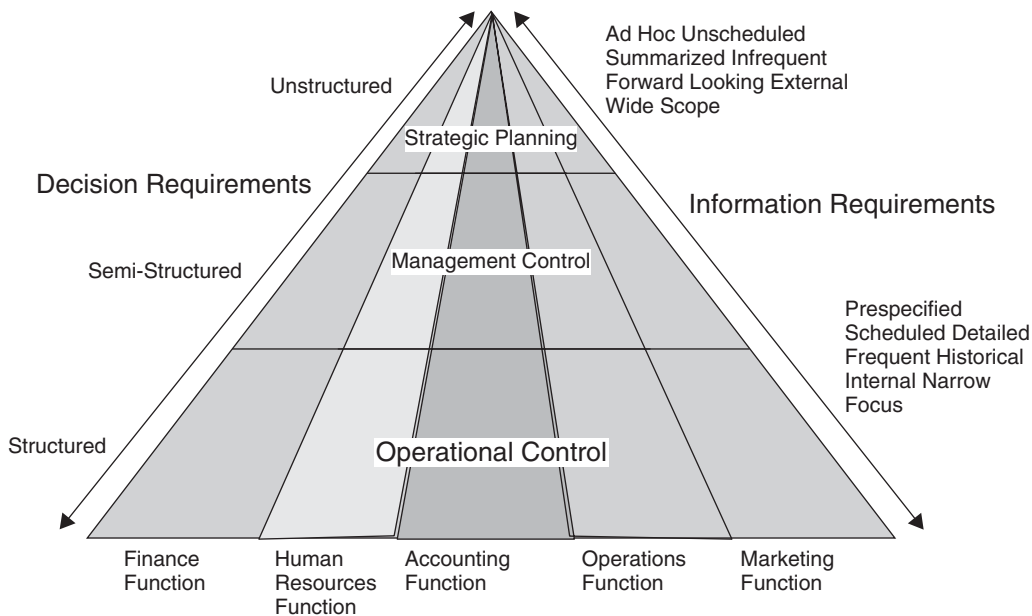 Ad Hoc Unscheduled
Summarized Infrequent
Forward Looking External
Wide Scope
Unstructured
Strategic Planning
Decision Requirements
Information Requirements
Management Control
Semi-Structured
Prespecified
Scheduled Detailed
Frequent Historical
Internal Narrow
Focus
Structured
Operational Control
Finance
Function
Human
Resources
Function
Accounting
Function
Operations
Function
Marketing
Function